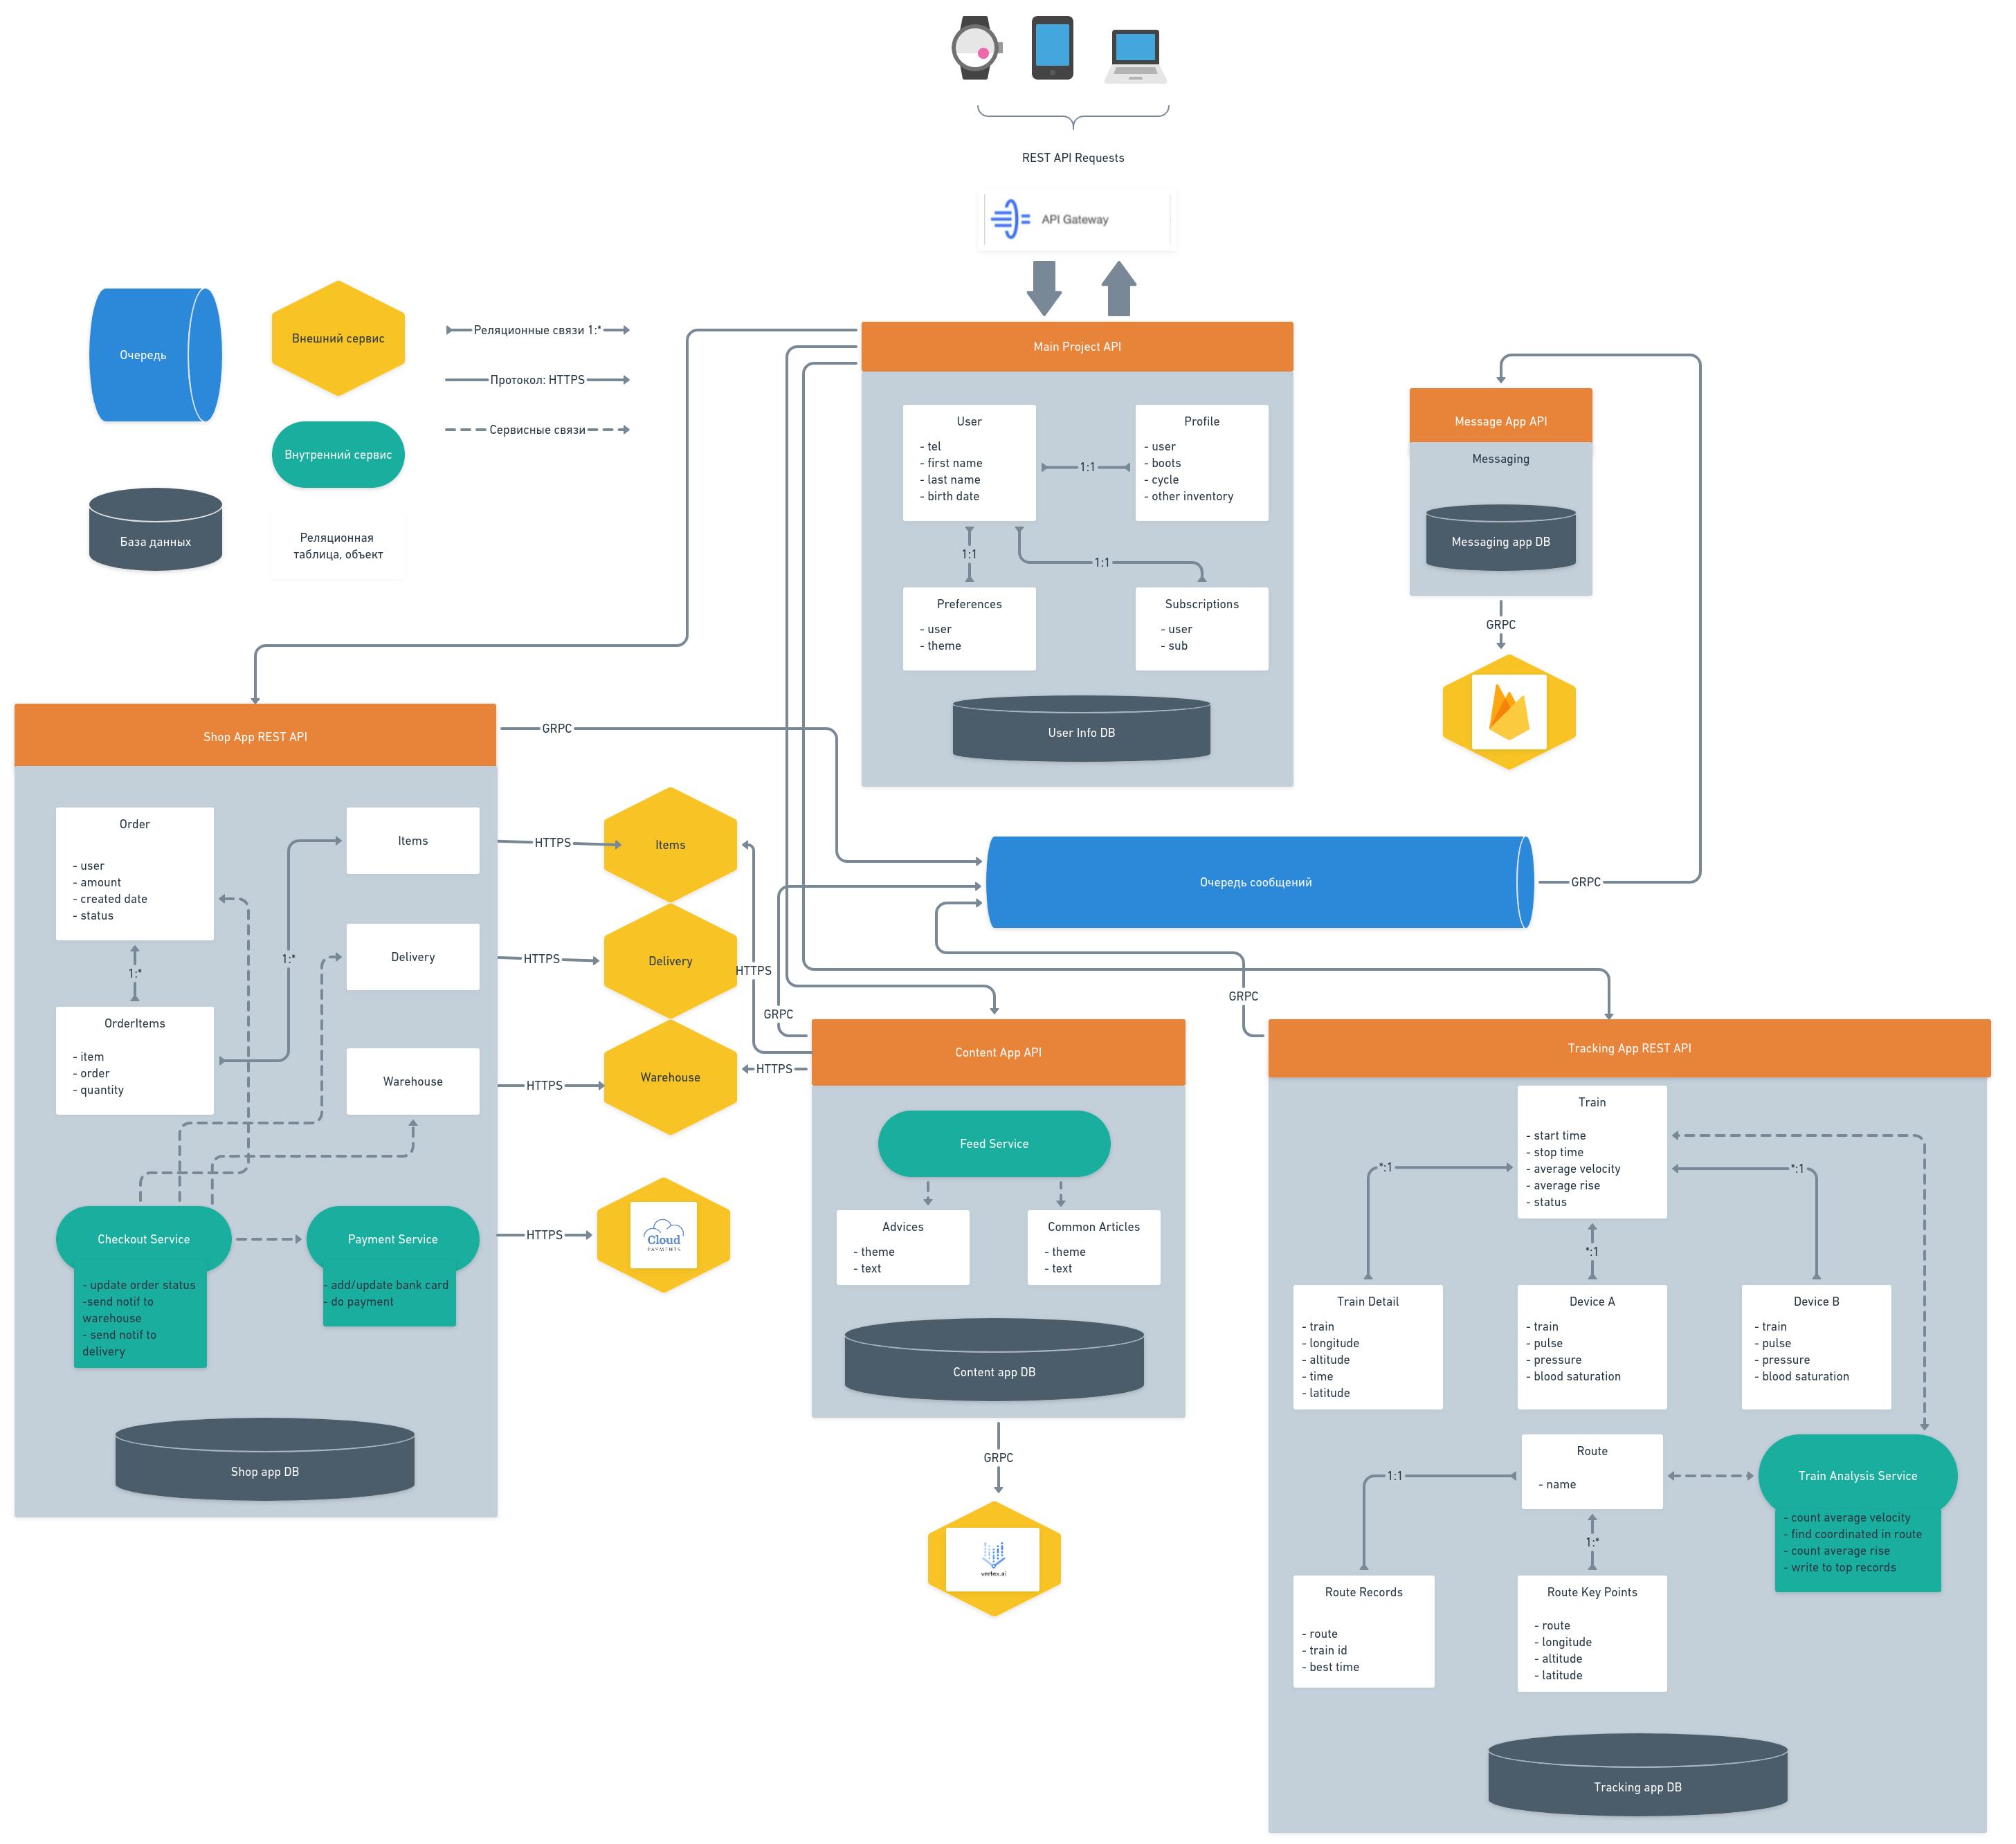 REST API Requests
API Gateway
Очередь
Внешний сервис
Реляционные связи 1:*
Протокол: HTTPS
Сервисные связи
Внутренний сервис
База данных
Реляционная
таблица, объект
Main Project API
User
- tel
- first name
- last name
- birth date
1:1
Profile
- user
- boots
- cycle
- other inventory
1:1
1:1
Preferences
- user
- theme
Subscriptions
- user
- sub
User Info DB
Message App API
Messaging
Messaging app DB
GRPC
Shop App REST API
GRPC
Order
- user
- amount
- created date
- status
1:*
OrderItems
- item
- order
- quantity
1:*
Items
Delivery
Warehouse
Checkout Service
- update order status
-send notif to
warehouse
- send notif to
delivery
Payment Service
- add/update bank card
- do payment
Shop app DB
HTTPS
Items
HTTPS
Delivery
HTTPS
Warehouse
HTTPS
Cloud
PAYMENTS
HTTPS
GRPC
HTTPS
Очередь сообщений
GRPC
GRPC
Content App API
Feed Service
Advices
- theme
- text
Common Articles
- theme
- text
Content app DB
GRPC
vertex.ai
Tracking App REST API
Train
- start time
- stop time
- average velocity
- average rise
- status
*:1
*:1
*:1
Train Detail
- train
- longitude
- altitude
- time
- latitude
Device A
- train
- pulse
- pressure
- blood saturation
Device B
- train
- pulse
- pressure
- blood saturation
Route
- name
1:1
1:*
Train Analysis Service
- count average velocity
- find coordinated in route
- count average rise
- write to top records
Route Records
- route
- train id
- best time
Route Key Points
- route
- longitude
- altitude
- latitude
Tracking app DB